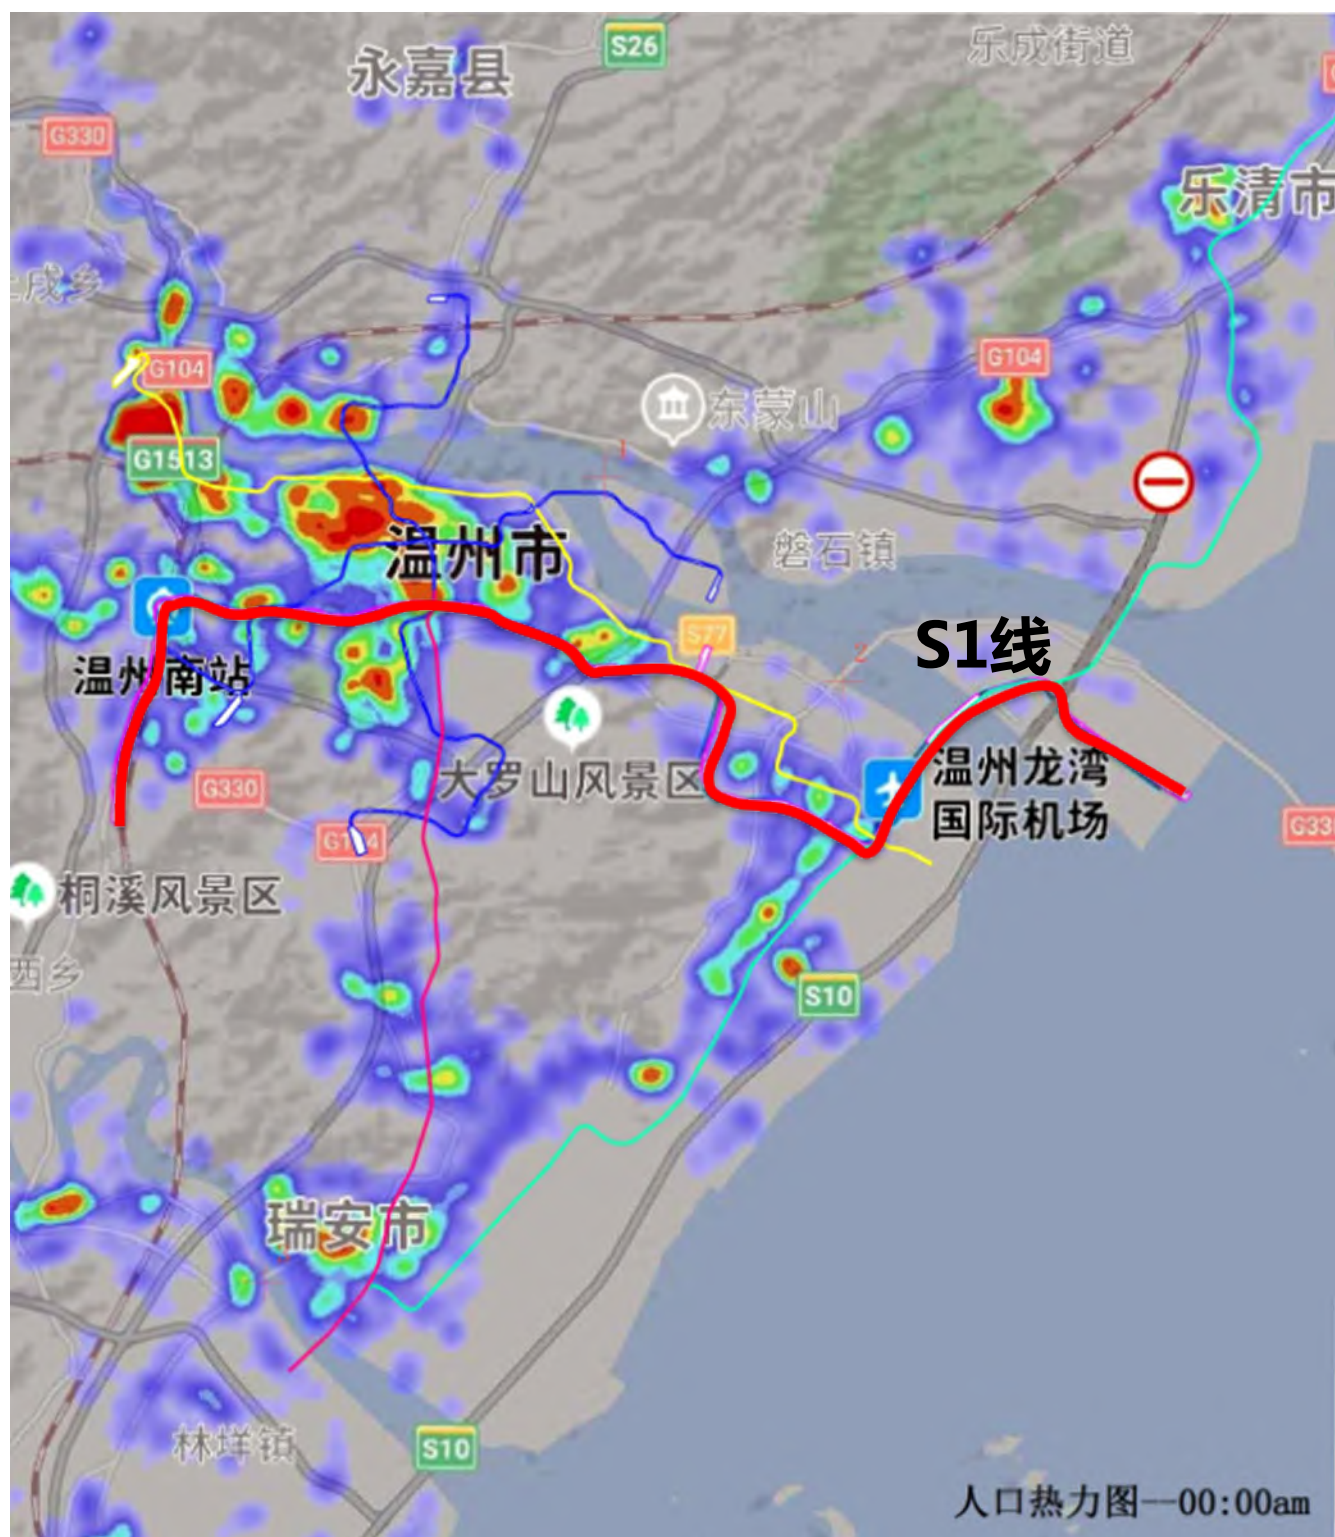 永嘉县
S26
乐成街道
G330
乐清市
戍乡
G104
G104
东蒙山
G1513
温州市
磐石镇
S77
2
S1线
温州南站
G330
大罗山风景区
温州龙湾
国际机场
桐溪风景区
西乡
S10
瑞安市
林垟镇
S10
人口热力图--00:00am